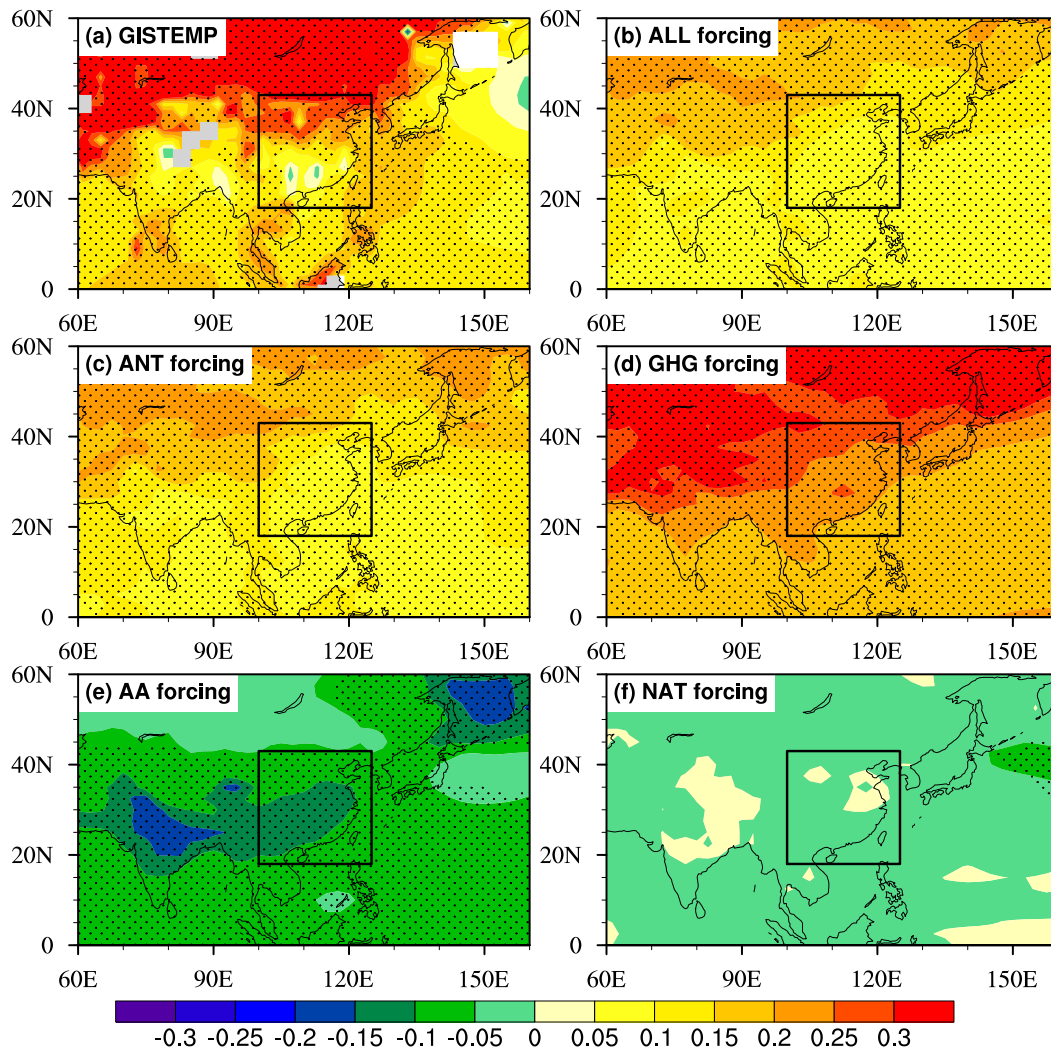 (a) GISTEMP
(b) ALL forcing
60N
40N
20N
0
60E 90E 120E 150E
60N
40N
20N
0
60E 90E 120E 150E
(c) ANT forcing
(d) GHG forcing
60N
40N
20N
0
60E 90E 120E 150E
60N
40N
20N
0
60E 90E 120E 150E
(e) AA forcing
(f) NAT forcing
60N
40N
20N
0
60E 90E 120E 150E
60N
40N
20N
0
60E 90E 120E 150E
-0.3 -0.25 -0.2 -0.15 -0.1 -0.05 0 0.05 0.1 0.15 0.2 0.25 0.3